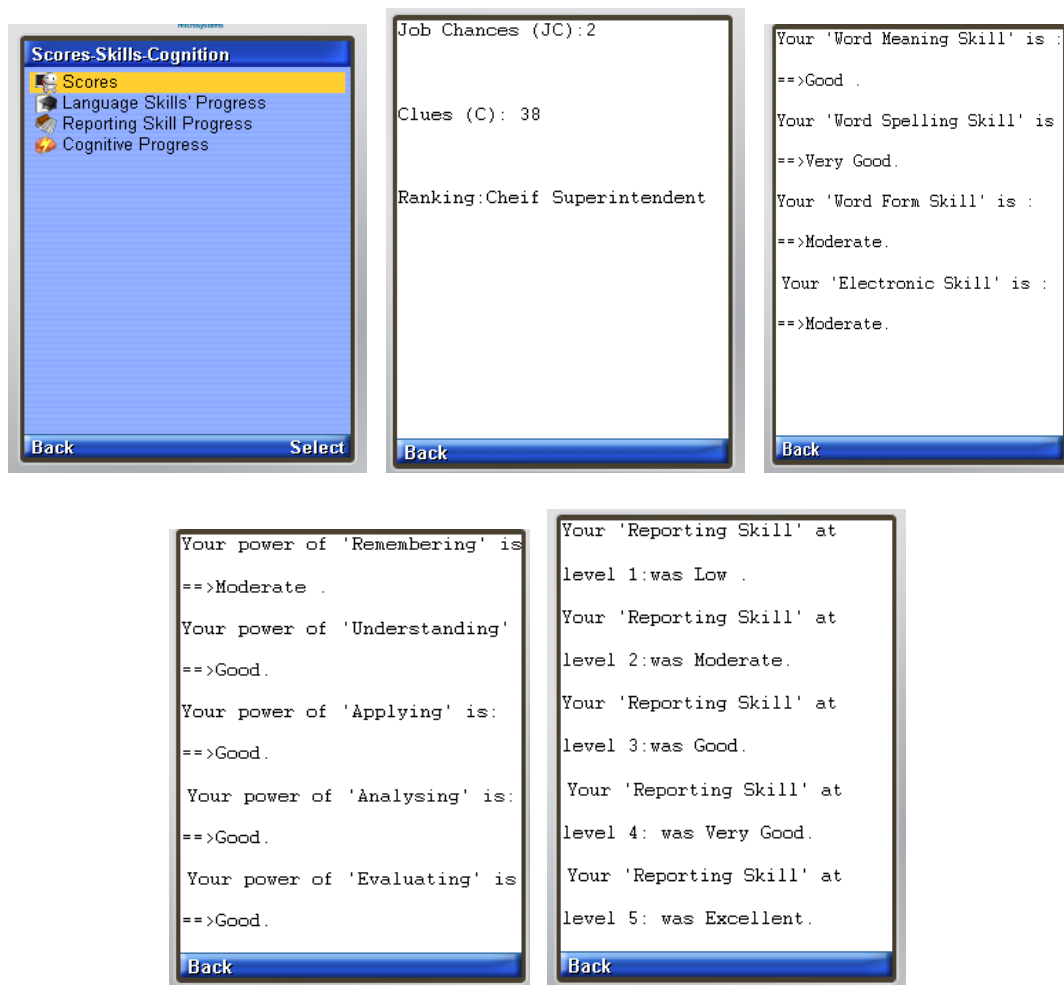 microsystems
Scores-Skills-Cognition
Scores
Language Skills' Progress
Reporting Skill Progress
Cognitive Progress
Back Select
Job Chances (JC):2
Clues (C): 38
Ranking:Cheif Superintendent
Back
Your 'Word Meaning Skill' is :
==>Good .
Your 'Word Spelling Skill' is
==>Very Good.
Your 'Word Form Skill' is :
==>Moderate.
Your 'Electronic Skill' is :
==>Moderate.
Back
Your power of 'Remembering' is
==>Moderate .
Your power of 'Understanding'
==>Good.
Your power of 'Applying' is:
==>Good.
Your power of 'Analysing' is:
==>Good.
Your power of 'Evaluating' is
==>Good.
Back
Your 'Reporting Skill' at
level 1:was Low .
Your 'Reporting Skill' at
level 2:was Moderate.
Your 'Reporting Skill' at
level 3:was Good.
Your 'Reporting Skill' at
level 4: was Very Good.
Your 'Reporting Skill' at
level 5: was Excellent.
Back